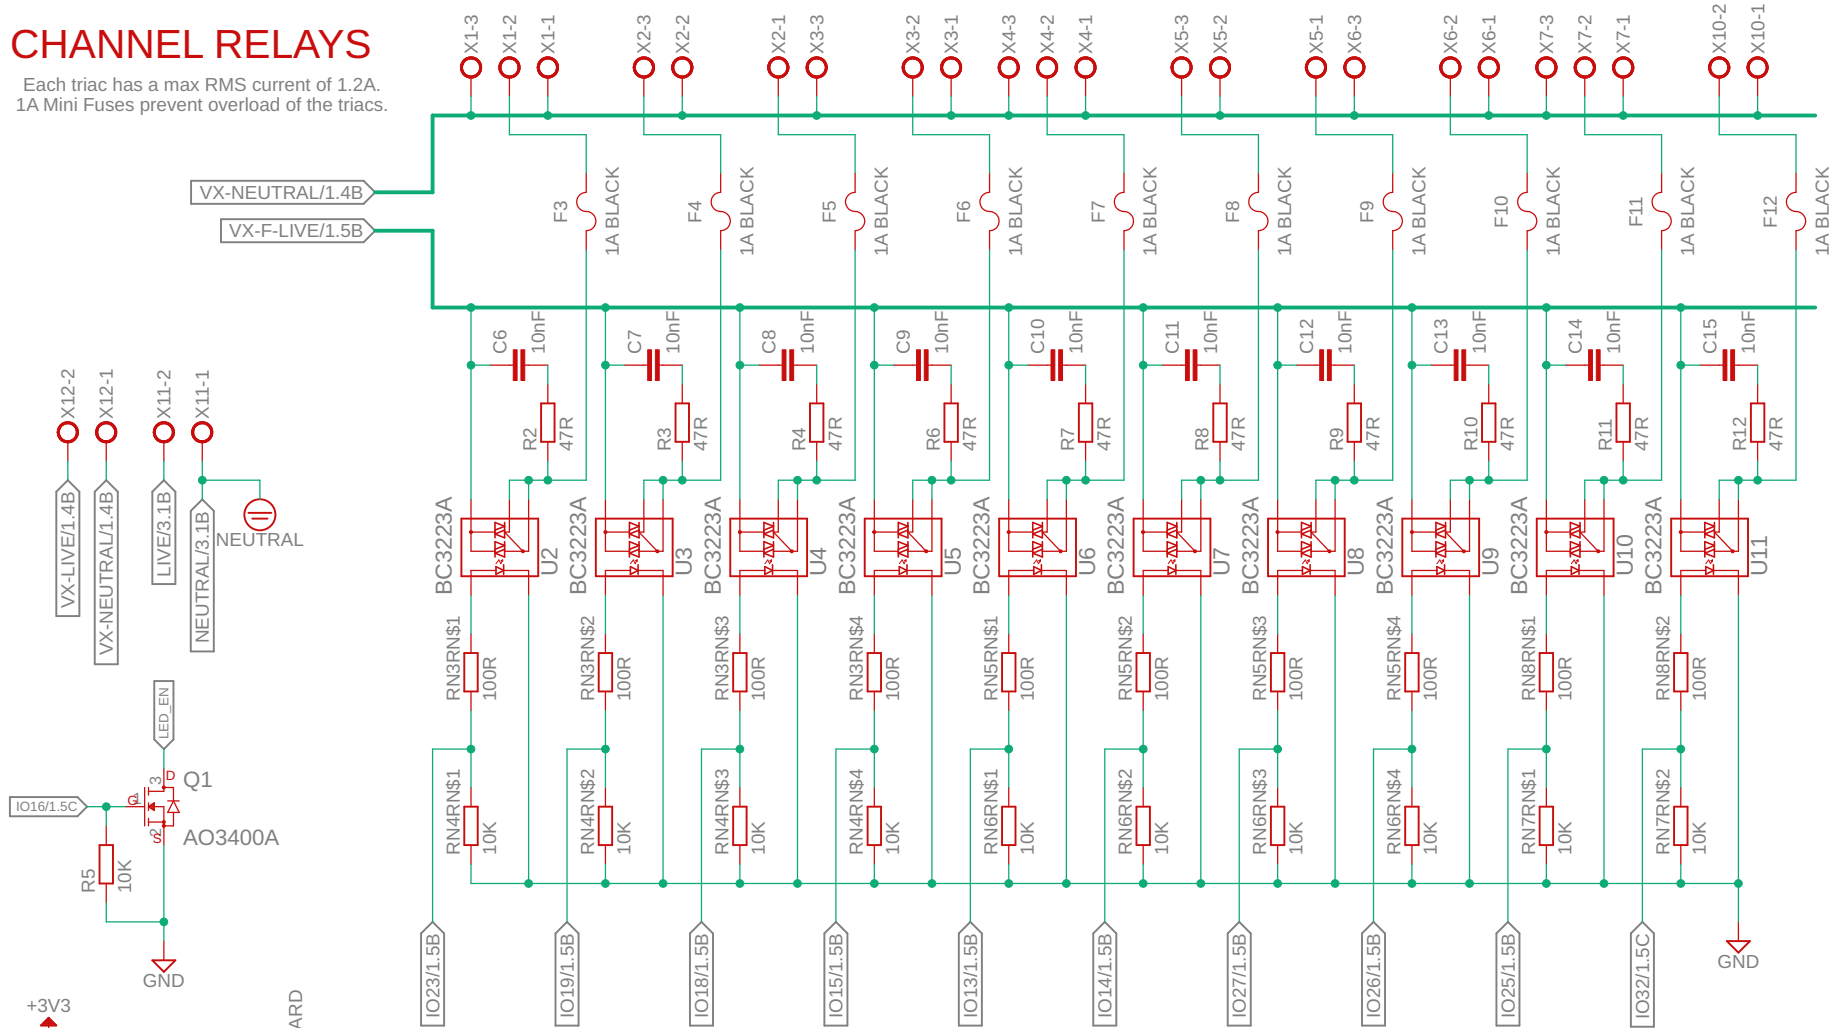 CHANNEL RELAYS
Each triac has a max RMS current of 1.2A.
1A Mini Fuses prevent overload of the triacs.
X1-3
X1-2
X1-1
X2-3
X2-2
X2-1
X3-3
X3-2
X3-1
X4-3
X4-2
X4-1
X5-3
X5-2
X5-1
X6-3
X6-2
X6-1
X7-3
X7-2
X7-1
X10-2
X10-1
VX-NEUTRAL/1.4B
VX-F-LIVE/1.5B
F3
1A BLACK
F4
1A BLACK
F5
1A BLACK
F6
1A BLACK
F7
1A BLACK
F8
1A BLACK
F9
1A BLACK
F10
1A BLACK
F11
1A BLACK
F12
1A BLACK
C6
10nF
C7
10nF
C8
10nF
C9
10nF
C10
10nF
C11
10nF
C12
10nF
C13
10nF
C14
10nF
C15
10nF
R2
47R
R3
47R
R4
47R
R6
47R
R7
47R
R8
47R
R9
47R
R10
47R
R11
47R
R12
47R
X12-2
X12-1
X11-2
X11-1
VX-LIVE/1.4B
VX-NEUTRAL/1.4B
LIVE/3.1B
NEUTRAL/3.1B
NEUTRAL
BC3223A
U2
BC3223A
U3
BC3223A
U4
BC3223A
U5
BC3223A
U6
BC3223A
U7
BC3223A
U8
BC3223A
U9
BC3223A
U10
BC3223A
U11
RN3RN$1
100R
RN3RN$2
100R
RN3RN$3
100R
RN3RN$4
100R
RN5RN$1
100R
RN5RN$2
100R
RN5RN$3
100R
RN5RN$4
100R
RN8RN$1
100R
RN8RN$2
100R
RN4RN$1
10K
RN4RN$2
10K
RN4RN$3
10K
RN4RN$4
10K
RN6RN$1
10K
RN6RN$2
10K
RN6RN$3
10K
RN6RN$4
10K
RN7RN$1
10K
RN7RN$2
10K
LED_EN
3
D
Q1
IO16/1.5C
G
1
2
S
AO3400A
R5
10K
GND
IO23/1.5B
IO19/1.5B
IO18/1.5B
IO15/1.5B
IO13/1.5B
IO14/1.5B
IO27/1.5B
IO26/1.5B
IO25/1.5B
IO32/1.5C
GND
+3V3
ARD